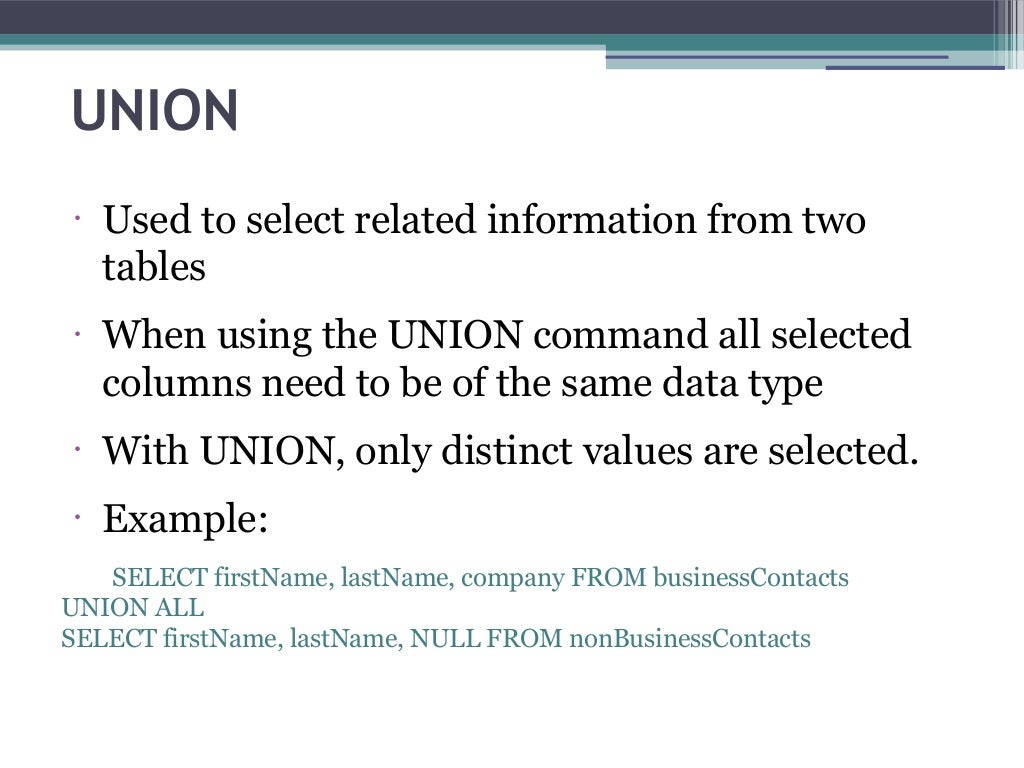 UNION
· Used to select related information from two
tables
· When using the UNION command all selected
columns need to be of the same data type
· With UNION, only distinct values are selected.
· Example:
SELECT firstName, lastName, company FROM businessContacts
UNION ALL
SELECT firstName, lastName, NULL FROM nonBusinessContacts